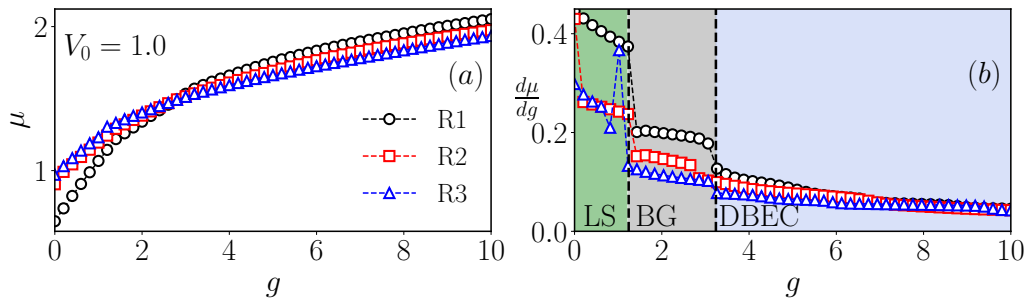 2
1
μ
V₀ = 1.0
(a)
R1
R2
R3
0 2 4 6 8 10
g
0.4
0.2
0.0
dμ/dg
(b)
LS BG DBEC
0 2 4 6 8 10
g